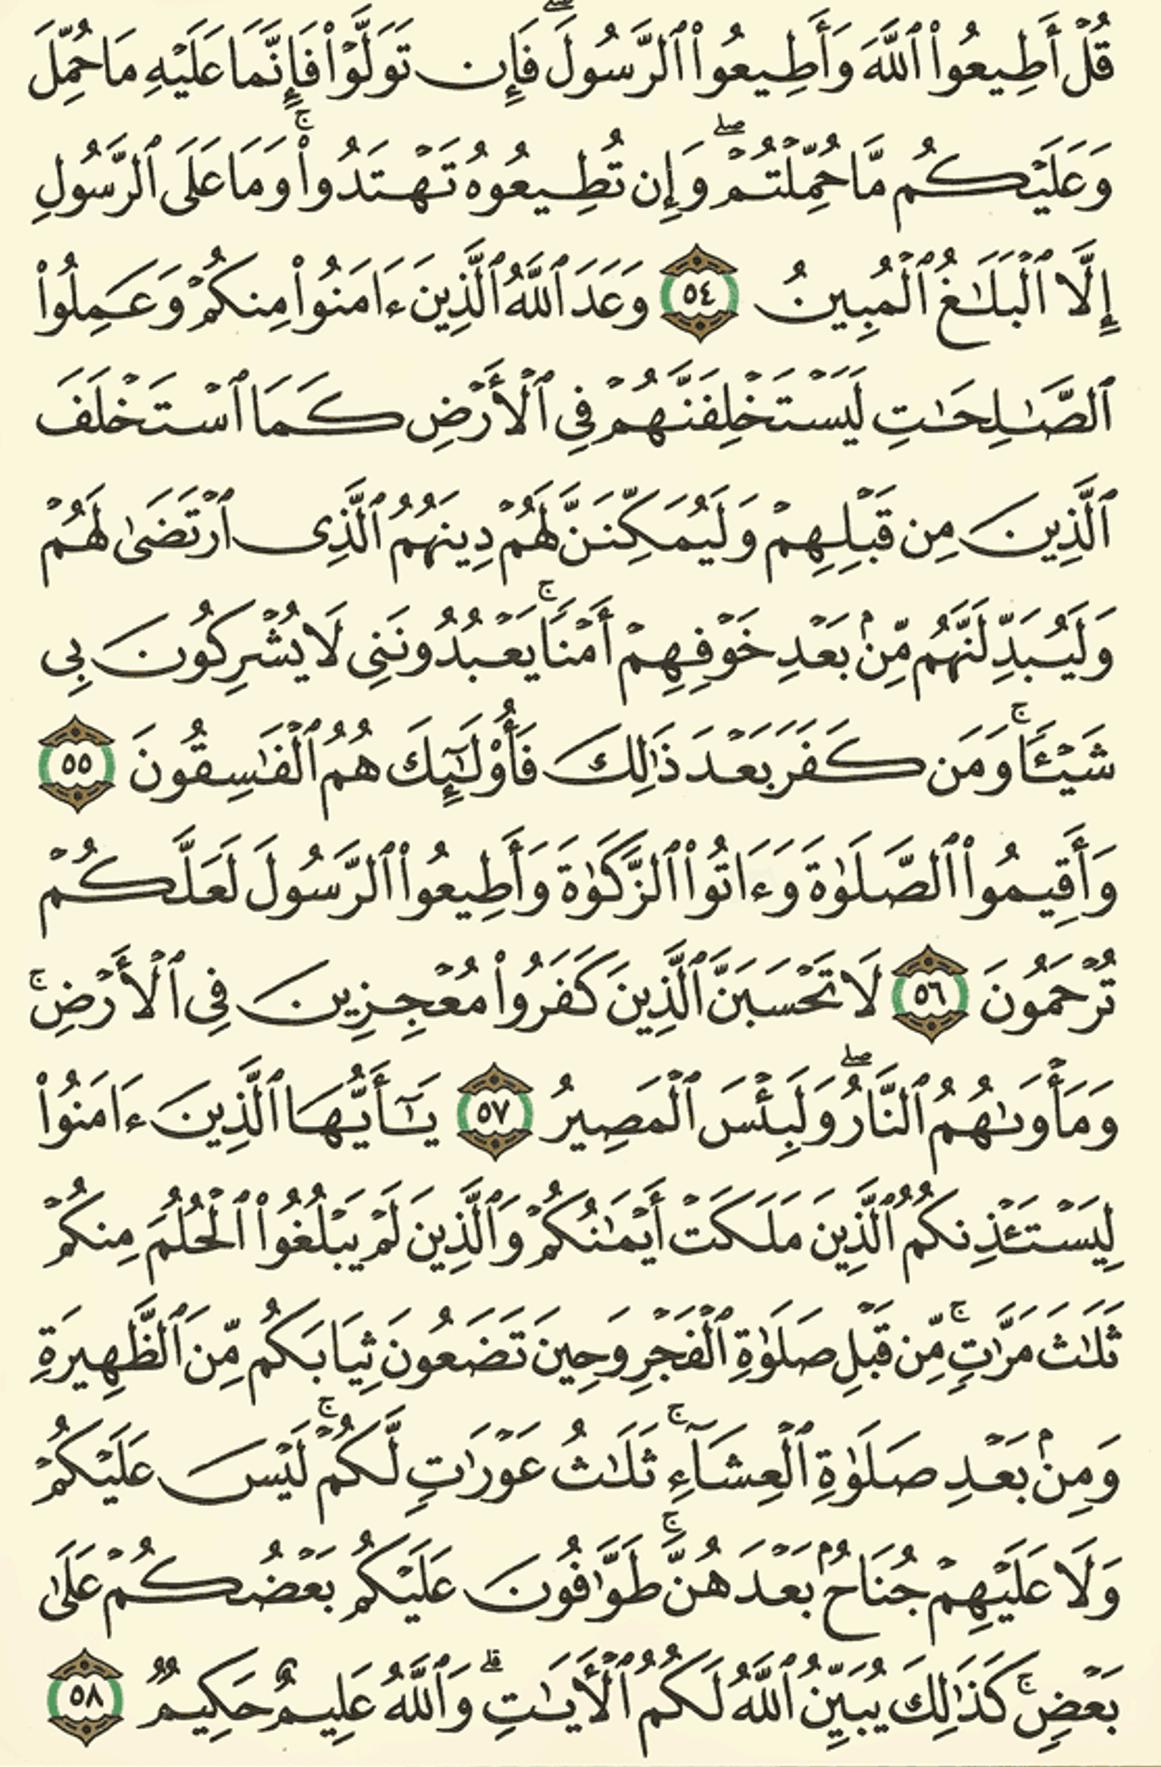 قُلْ أَطِيعُوا۟ ٱللَّهَ وَأَطِيعُوا۟ ٱلرَّسُولَ ۖ فَإِن تَوَلَّوْا۟ فَإِنَّمَا عَلَيْهِ مَا حُمِّلَ
وَعَلَيْكُم مَّا حُمِّلْتُمْ ۖ وَإِن تُطِيعُوهُ تَهْتَدُوا۟ ۚ وَمَا عَلَى ٱلرَّسُولِ
إِلَّا ٱلْبَلَـٰغُ ٱلْمُبِينُ ٥٤ وَعَدَ ٱللَّهُ ٱلَّذِينَ ءَامَنُوا۟ مِنكُمْ وَعَمِلُوا۟
ٱلصَّـٰلِحَـٰتِ لَيَسْتَخْلِفَنَّهُمْ فِى ٱلْأَرْضِ كَمَا ٱسْتَخْلَفَ
ٱلَّذِينَ مِن قَبْلِهِمْ وَلَيُمَكِّنَنَّ لَهُمْ دِينَهُمُ ٱلَّذِى ٱرْتَضَىٰ لَهُمْ
وَلَيُبَدِّلَنَّهُم مِّنۢ بَعْدِ خَوْفِهِمْ أَمْنًا ۚ يَعْبُدُونَنِى لَا يُشْرِكُونَ بِى
شَيْـًٔا ۚ وَمَن كَفَرَ بَعْدَ ذَٰلِكَ فَأُو۟لَـٰٓئِكَ هُمُ ٱلْفَـٰسِقُونَ ٥٥
وَأَقِيمُوا۟ ٱلصَّلَوٰةَ وَءَاتُوا۟ ٱلزَّكَوٰةَ وَأَطِيعُوا۟ ٱلرَّسُولَ لَعَلَّكُمْ
تُرْحَمُونَ ٥٦ لَا تَحْسَبَنَّ ٱلَّذِينَ كَفَرُوا۟ مُعْجِزِينَ فِى ٱلْأَرْضِ ۚ
وَمَأْوَىٰهُمُ ٱلنَّارُ ۖ وَلَبِئْسَ ٱلْمَصِيرُ ٥٧ يَـٰٓأَيُّهَا ٱلَّذِينَ ءَامَنُوا۟
لِيَسْتَـْٔذِنكُمُ ٱلَّذِينَ مَلَكَتْ أَيْمَـٰنُكُمْ وَٱلَّذِينَ لَمْ يَبْلُغُوا۟ ٱلْحُلُمَ مِنكُمْ
ثَلَـٰثَ مَرَّٰتٍ ۚ مِّن قَبْلِ صَلَوٰةِ ٱلْفَجْرِ وَحِينَ تَضَعُونَ ثِيَابَكُم مِّنَ ٱلظَّهِيرَةِ
وَمِنۢ بَعْدِ صَلَوٰةِ ٱلْعِشَآءِ ۚ ثَلَـٰثُ عَوْرَٰتٍ لَّكُمْ ۚ لَيْسَ عَلَيْكُمْ
وَلَا عَلَيْهِمْ جُنَاحٌۢ بَعْدَهُنَّ ۚ طَوَّٰفُونَ عَلَيْكُم بَعْضُكُمْ عَلَىٰ
بَعْضٍ ۚ كَذَٰلِكَ يُبَيِّنُ ٱللَّهُ لَكُمُ ٱلْأَيَـٰتِ ۗ وَٱللَّهُ عَلِيمٌ حَكِيمٌ ٥٨